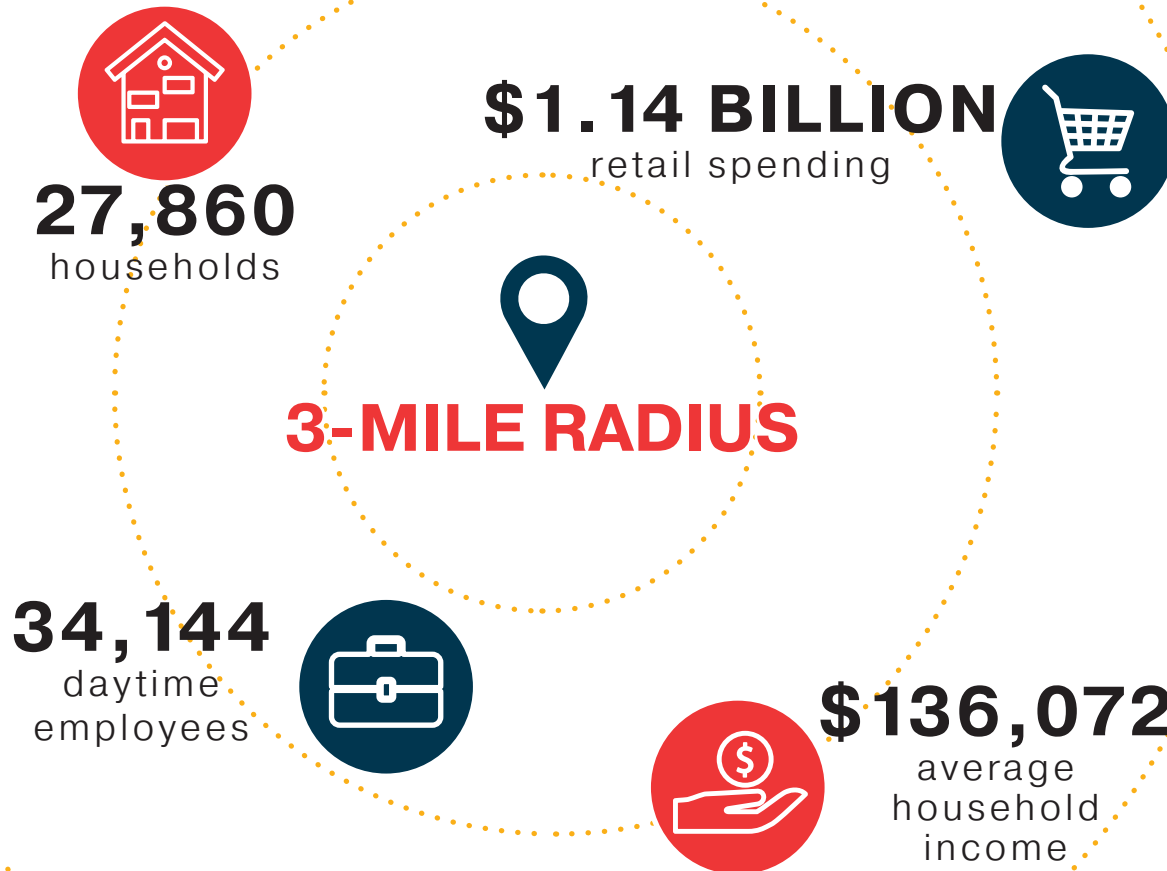 $1.14 BILLION
retail spending
27,860
households
3-MILE RADIUS
34,144
daytime
employees
$136,072
average
household
income